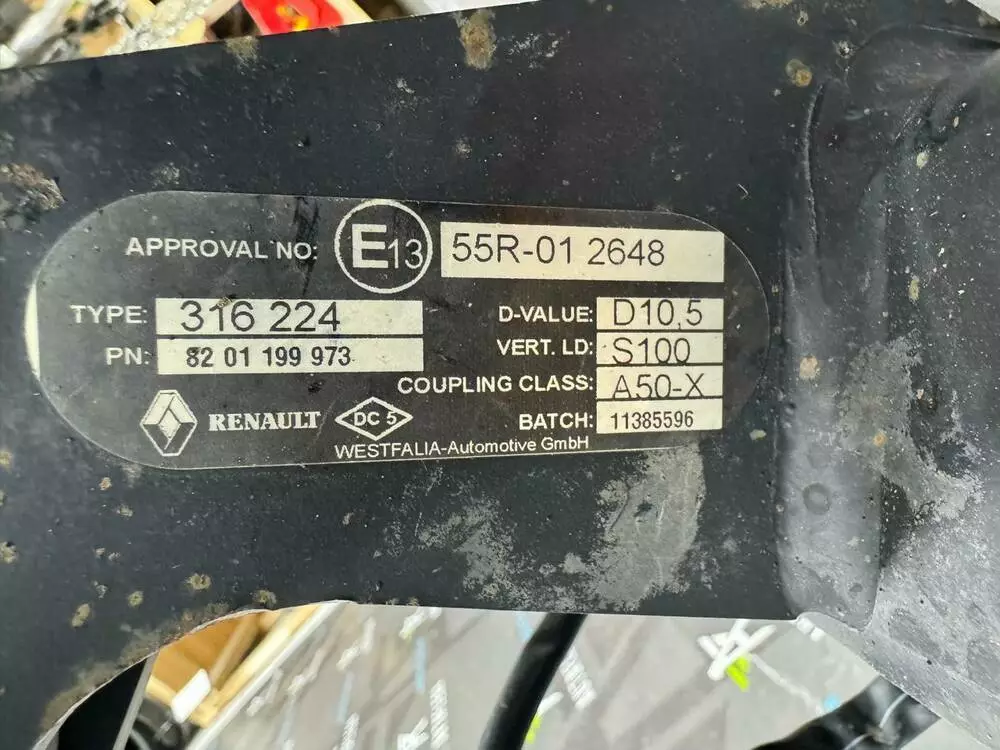 APPROVAL NO: E13 55R-01 2648
TYPE: 316 224
PN: 82 01 199 973
D-VALUE: D10,5
VERT. LD: S100
COUPLING CLASS: A50-X
BATCH: 11385596
RENAULT DC 5
WESTFALIA-Automotive GmbH